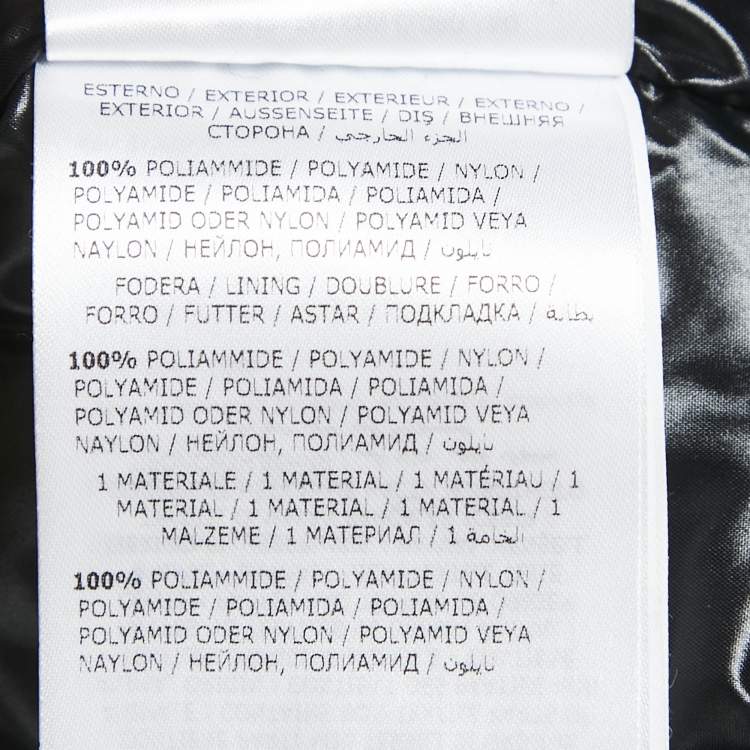 ESTERNO / EXTERIOR / EXTERIEUR / EXTERNO /
EXTERIOR / AUSSENSEITE / DIŞ / ВНЕШНЯЯ
СТОРОНА / الجزء الخارجي
100% POLIAMMIDE / POLYAMIDE / NYLON /
POLYAMIDE / POLIAMIDA / POLIAMIDA /
POLYAMID ODER NYLON / POLYAMID VEYA
NAYLON / НЕЙЛОН, ПОЛИАМИД / نايلون
FODERA / LINING / DOUBLURE / FORRO /
FORRO / FUTTER / ASTAR / ПОДКЛАДКА / بطانة
100% POLIAMMIDE / POLYAMIDE / NYLON /
POLYAMIDE / POLIAMIDA / POLIAMIDA /
POLYAMID ODER NYLON / POLYAMID VEYA
NAYLON / НЕЙЛОН, ПОЛИАМИД / نايلون
1 MATERIALE / 1 MATERIAL / 1 MATÉRIAU / 1
MATERIAL / 1 MATERIAL / 1 MATERIAL / 1
MALZEME / 1 МАТЕРИАЛ / 1 الخامة
100% POLIAMMIDE / POLYAMIDE / NYLON /
POLYAMIDE / POLIAMIDA / POLIAMIDA /
POLYAMID ODER NYLON / POLYAMID VEYA
NAYLON / НЕЙЛОН, ПОЛИАМИД / نايلون